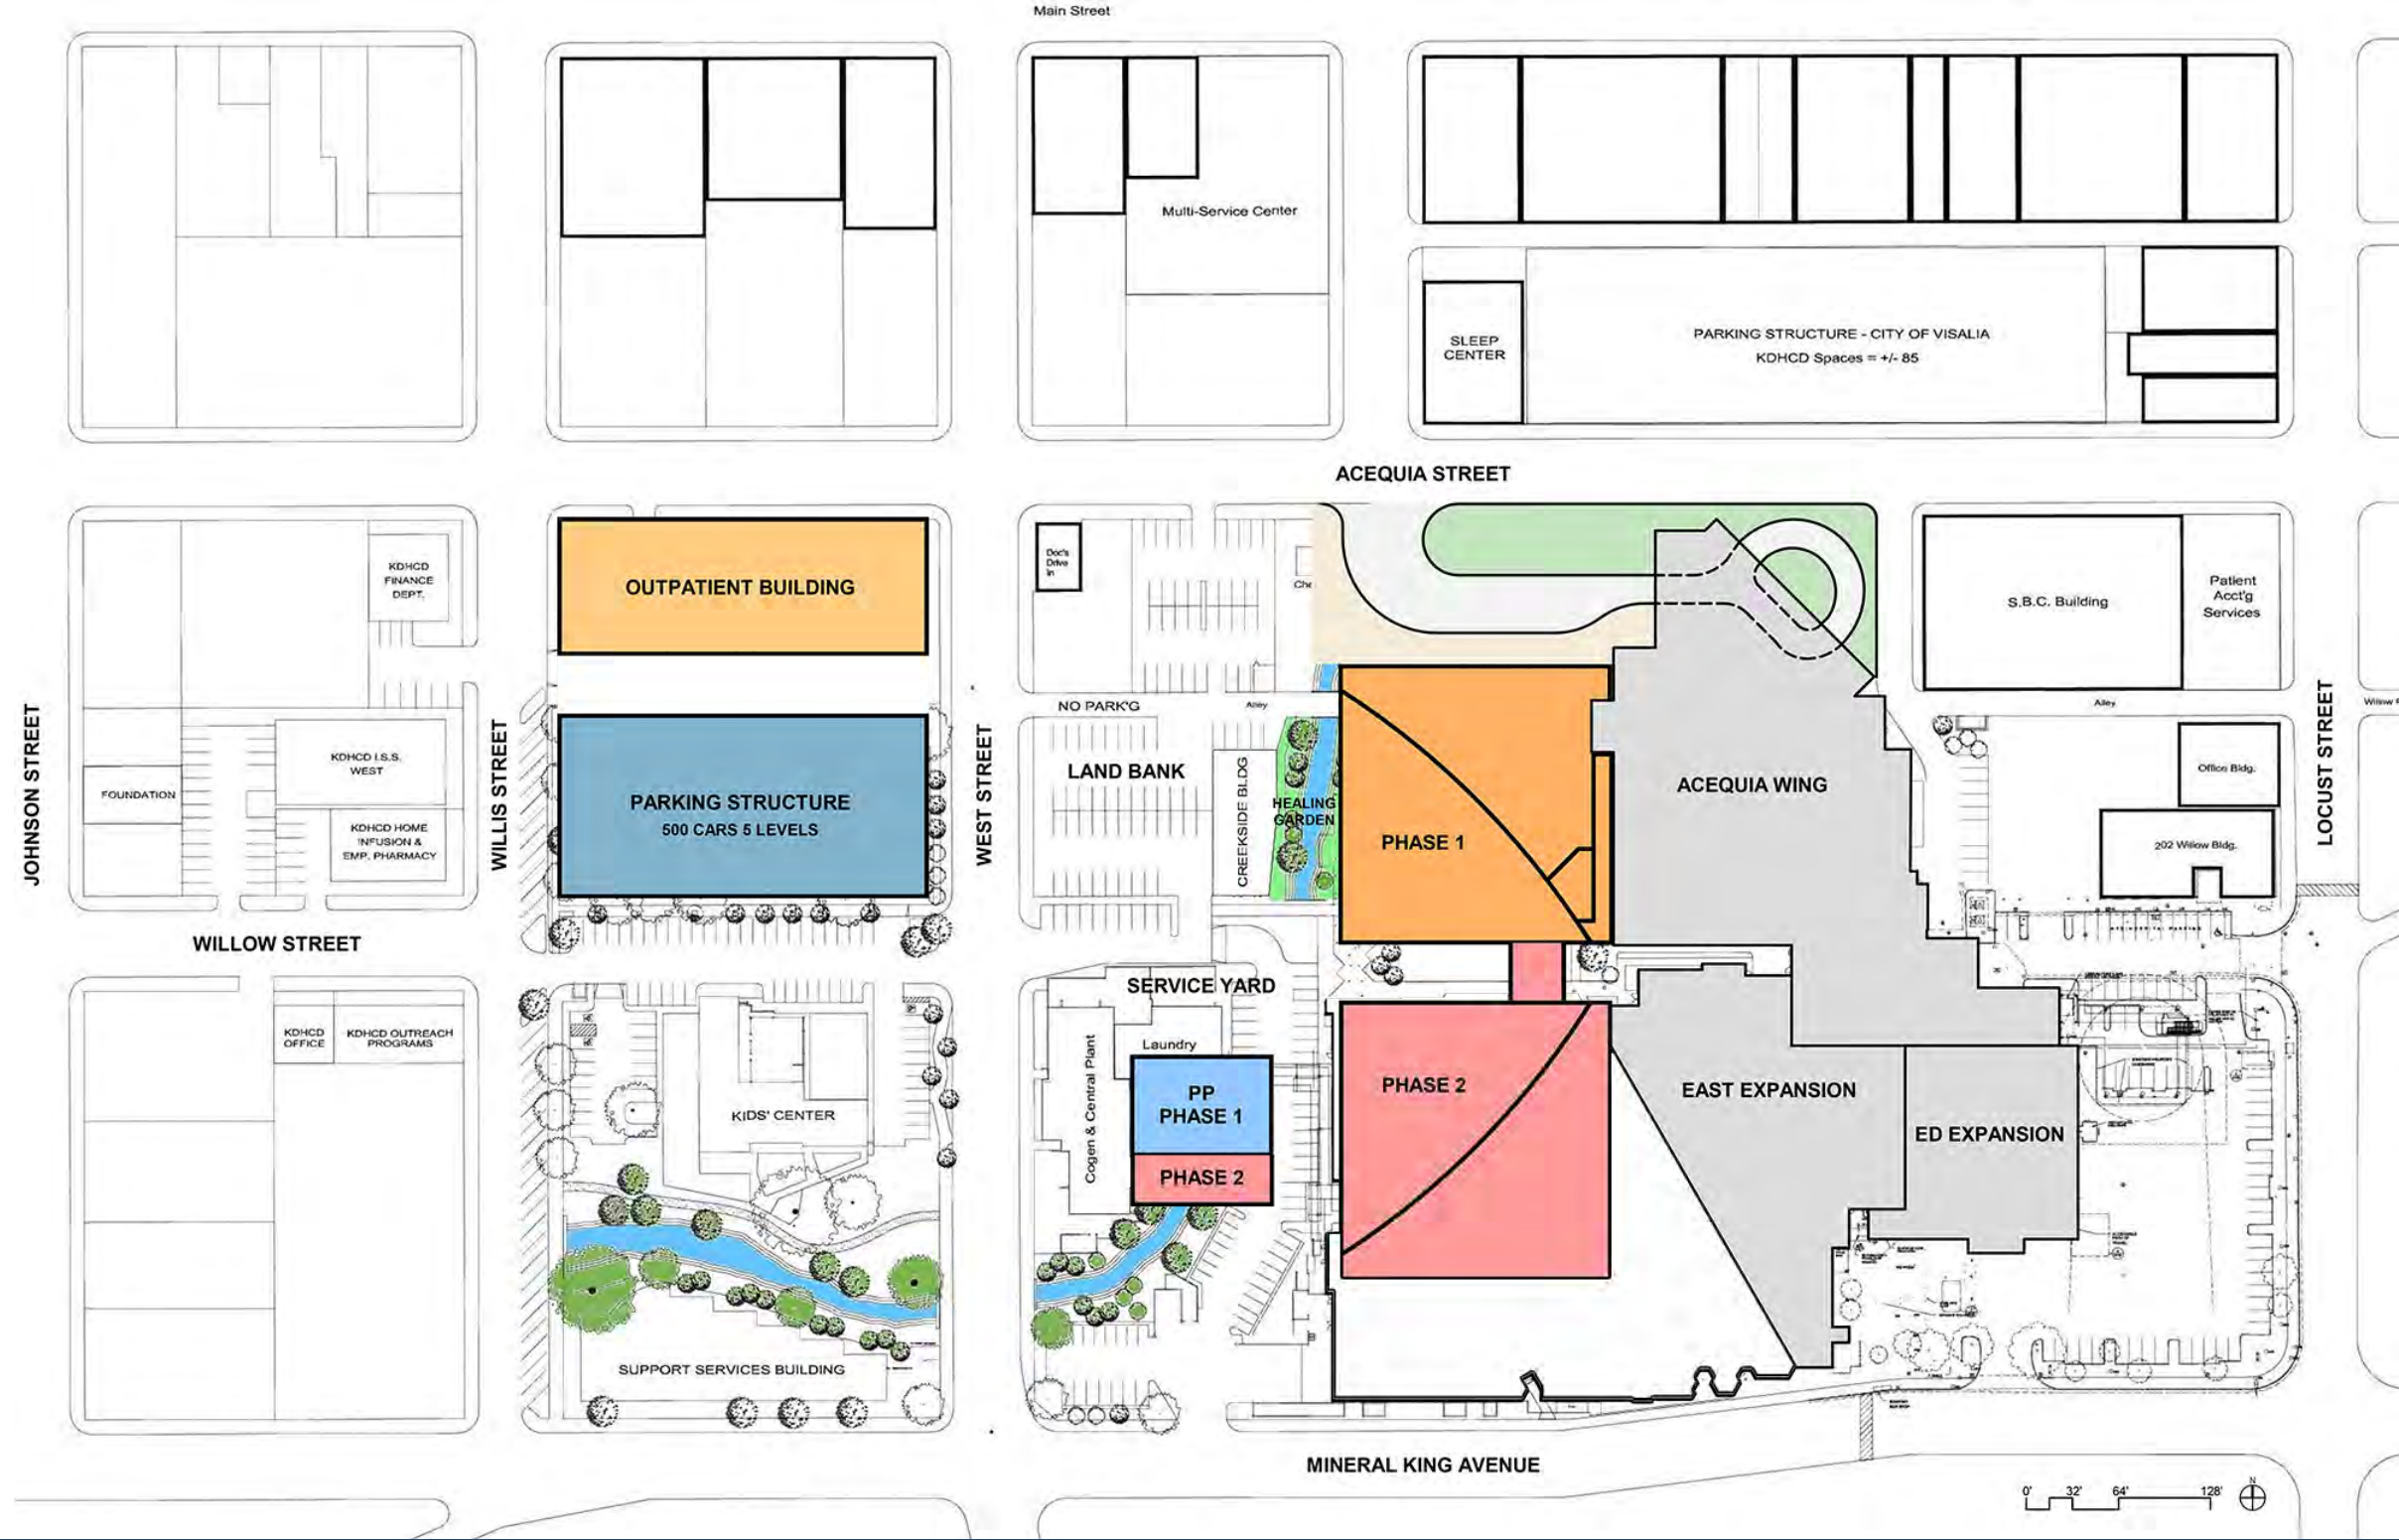 Main Street
Multi-Service Center
SLEEP
CENTER
PARKING STRUCTURE - CITY OF VISALIA
KDHCD Spaces = +/- 85
ACEQUIA STREET
KDHCD
FINANCE
DEPT.
OUTPATIENT BUILDING
Doc's
Drive
In
Che
S.B.C. Building
Patient
Acct'g
Services
JOHNSON STREET
WILLIS STREET
WEST STREET
LOCUST STREET
NO PARK'G
Alley
Alley
Willow
KDHCD I.S.S.
WEST
FOUNDATION
KDHCD HOME
INFUSION &
EMP. PHARMACY
PARKING STRUCTURE
500 CARS 5 LEVELS
LAND BANK
CREEKSIDE BLDG
HEALING
GARDEN
PHASE 1
ACEQUIA WING
Office Bldg.
202 Willow Bldg.
WILLOW STREET
SERVICE YARD
KDHCD
OFFICE
KDHCD OUTREACH
PROGRAMS
KIDS' CENTER
Cogen & Central Plant
Laundry
PP
PHASE 1
PHASE 2
PHASE 2
EAST EXPANSION
ED EXPANSION
SUPPORT SERVICES BUILDING
MINERAL KING AVENUE
0' 32' 64' 128'
N